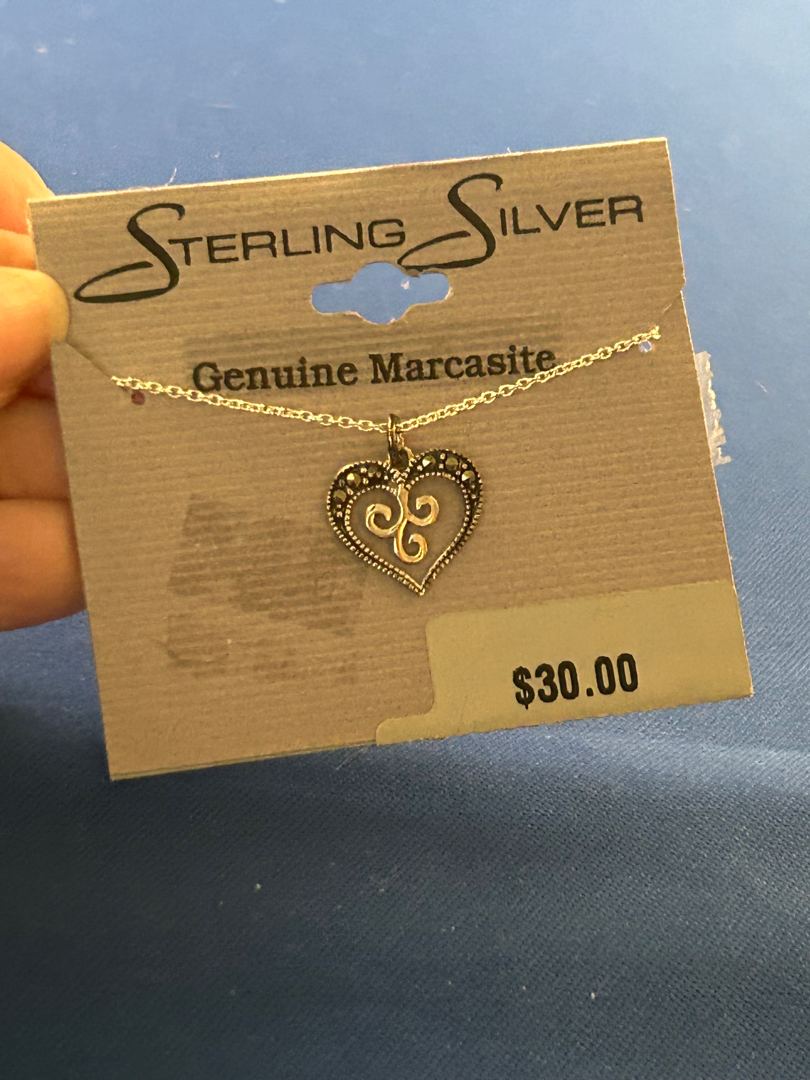 STERLING SILVER
Genuine Marcasite
$30.00